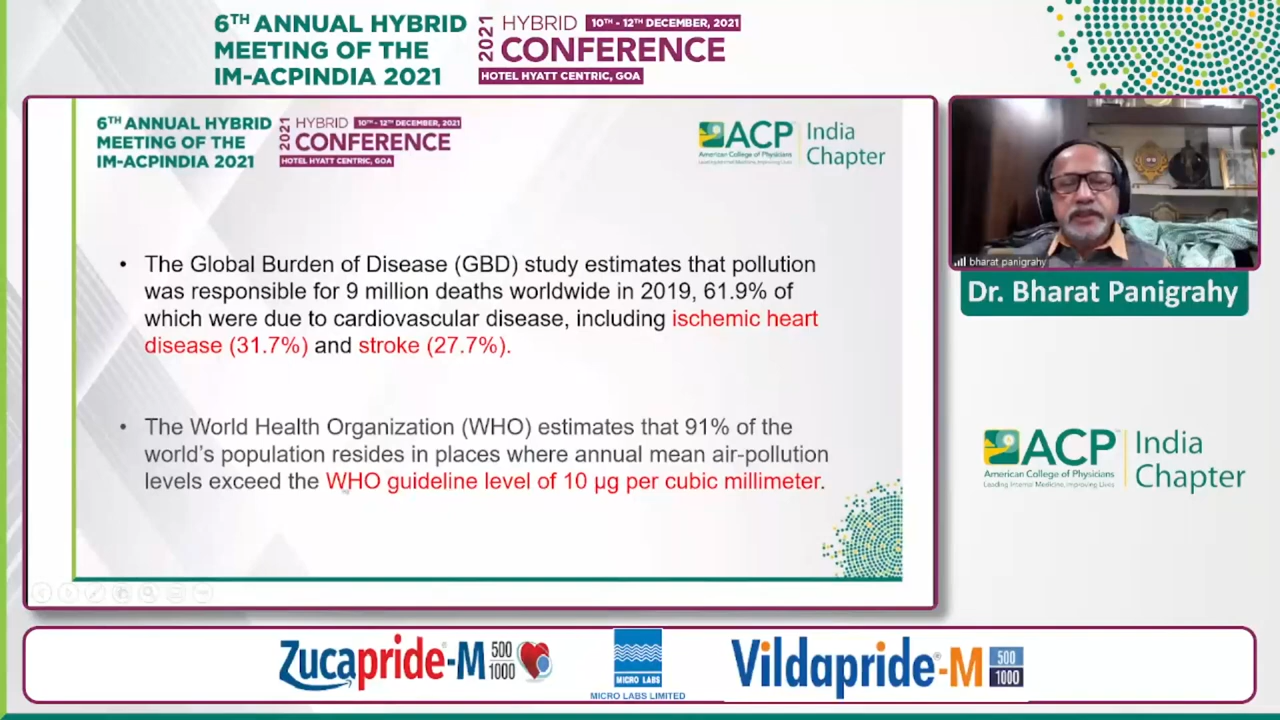 6TH ANNUAL HYBRID
MEETING OF THE
IM-ACPINDIA 2021
2021
HYBRID 10TH - 12TH DECEMBER, 2021
CONFERENCE
HOTEL HYATT CENTRIC, GOA
6TH ANNUAL HYBRID
MEETING OF THE
IM-ACPINDIA 2021
2021
HYBRID 10TH - 12TH DECEMBER, 2021
CONFERENCE
HOTEL HYATT CENTRIC, GOA
ACP
American College of Physicians
Leading Internal Medicine, Improving Lives
India
Chapter
• The Global Burden of Disease (GBD) study estimates that pollution
was responsible for 9 million deaths worldwide in 2019, 61.9% of
which were due to cardiovascular disease, including ischemic heart
disease (31.7%) and stroke (27.7%).
• The World Health Organization (WHO) estimates that 91% of the
world's population resides in places where annual mean air-pollution
levels exceed the WHO guideline level of 10 µg per cubic millimeter.
bharat panigrahy
Dr. Bharat Panigrahy
ACP
American College of Physicians
Leading Internal Medicine, Improving Lives
India
Chapter
Zucapride®-M 500
1000
MICRO LABS
MICRO LABS LIMITED
Vildapride®-M 500
1000